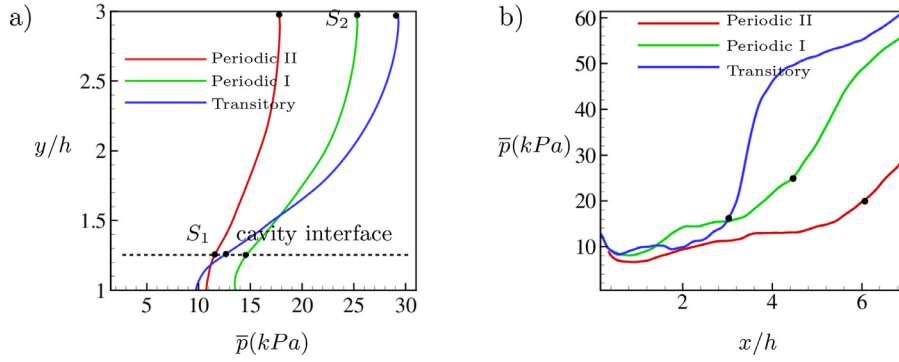 a)
3
2.5
y/h
2
1.5
1
S₂
Periodic II
Periodic I
Transitory
S₁ cavity interface
5 10 15 20 25 30
p̅(kPa)
b)
60
50
p̅(kPa)
40
30
20
10
Periodic II
Periodic I
Transitory
2 4 6
x/h